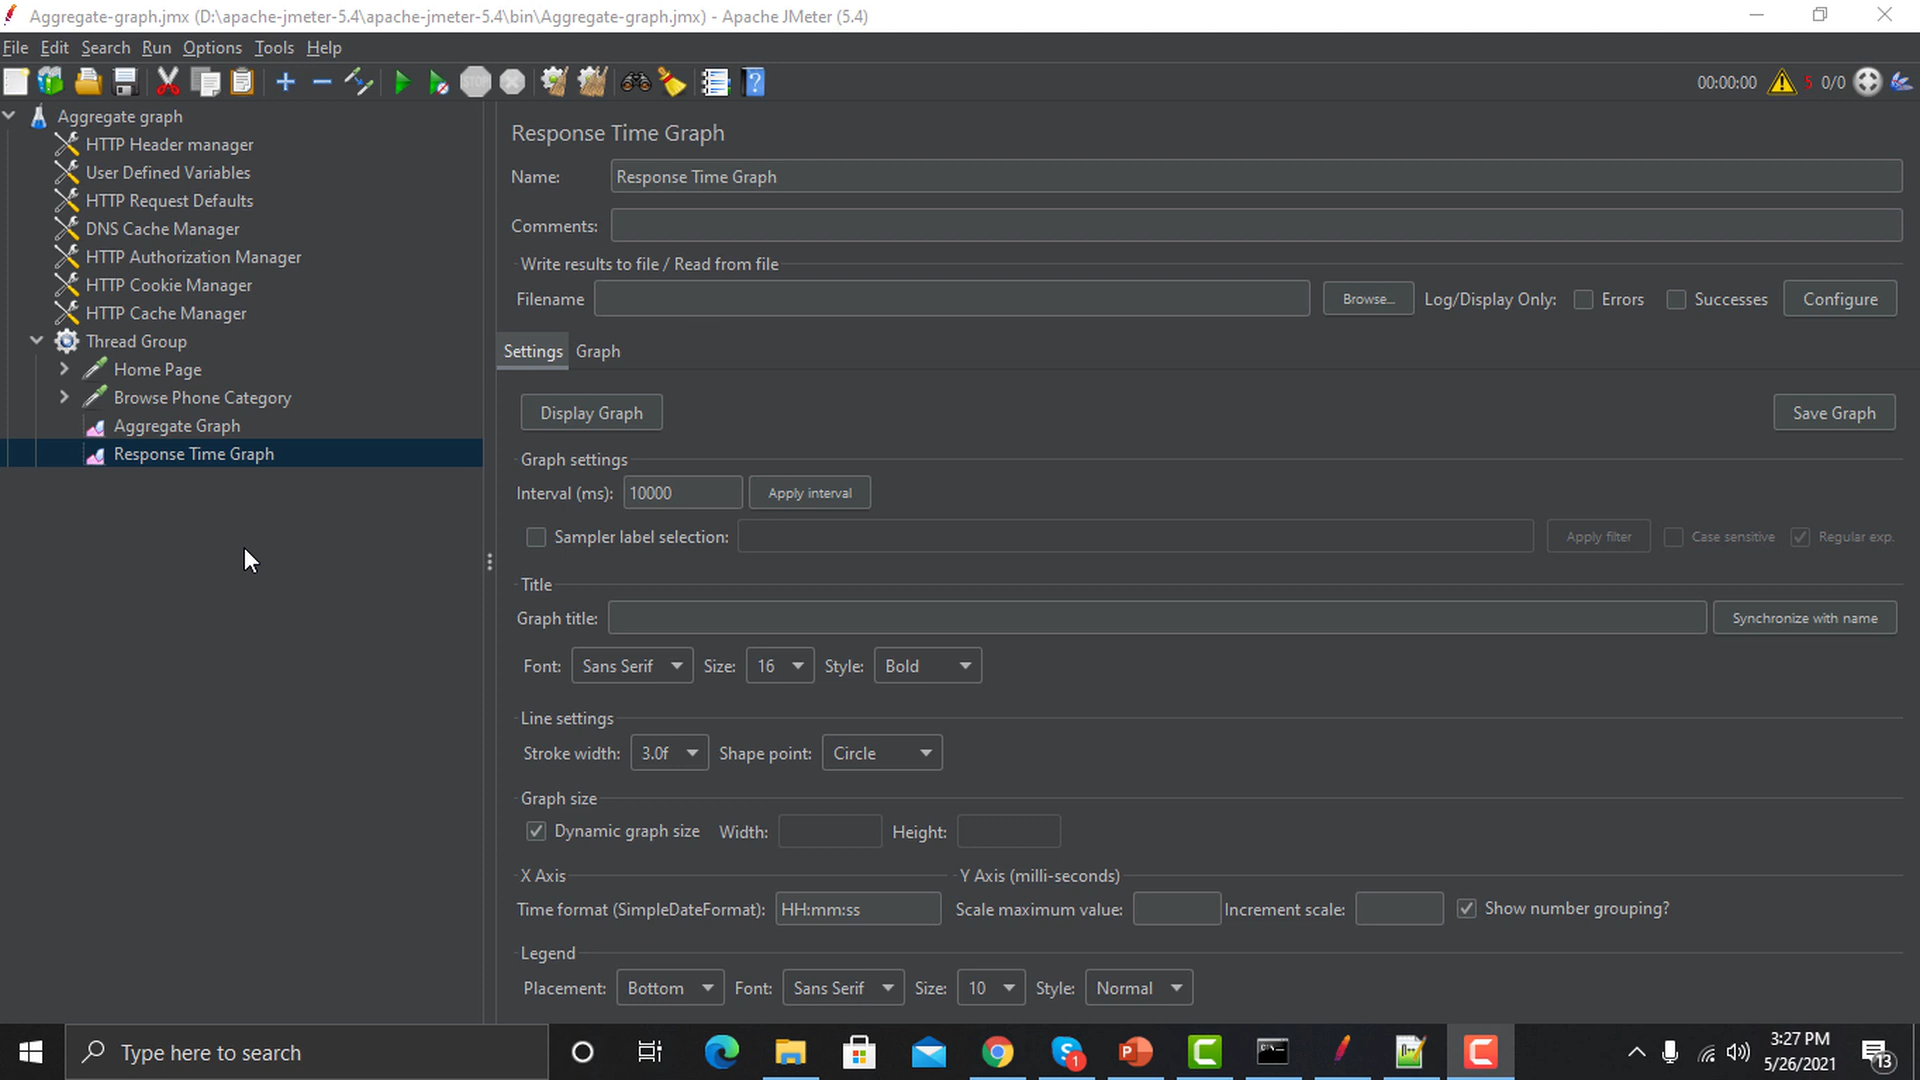 Aggregate-graph.jmx (D:\apache-jmeter-5.4\apache-jmeter-5.4\bin\Aggregate-graph.jmx) - Apache JMeter (5.4)
File Edit Search Run Options Tools Help
STOP
00:00:00 5 0/0
Aggregate graph
HTTP Header manager
User Defined Variables
HTTP Request Defaults
DNS Cache Manager
HTTP Authorization Manager
HTTP Cookie Manager
HTTP Cache Manager
Thread Group
Home Page
Browse Phone Category
Aggregate Graph
Response Time Graph
Response Time Graph
Name: Response Time Graph
Comments:
Write results to file / Read from file
Filename Browse... Log/Display Only: Errors Successes Configure
Settings Graph
Display Graph Save Graph
Graph settings
Interval (ms): 10000 Apply interval
Sampler label selection: Apply filter Case sensitive Regular exp.
Title
Graph title: Synchronize with name
Font: Sans Serif Size: 16 Style: Bold
Line settings
Stroke width: 3.0f Shape point: Circle
Graph size
Dynamic graph size Width: Height:
X Axis Y Axis (milli-seconds)
Time format (SimpleDateFormat): HH:mm:ss Scale maximum value: Increment scale: Show number grouping?
Legend
Placement: Bottom Font: Sans Serif Size: 10 Style: Normal
Type here to search
1
3:27 PM
5/26/2021
13